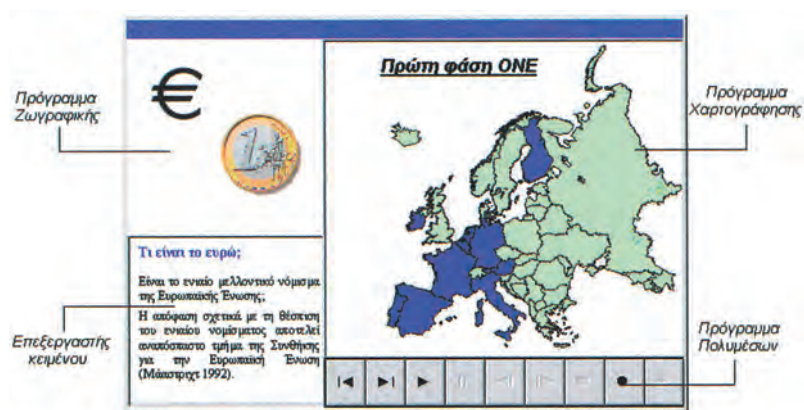 Πρόγραμμα
Ζωγραφικής
€
1
Τι είναι το ευρώ;
Είναι το ενιαίο μελλοντικό νόμισμα
της Ευρωπαϊκής Ένωσης;
Η απόφαση σχετικά με τη θέσπιση
του ενιαίου νομίσματος αποτελεί
αναπόσπαστο τμήμα της Συνθήκης
για την Ευρωπαϊκή Ένωση
(Μάαστριχτ 1992).
Επεξεργαστής
κειμένου
Πρώτη φάση ΟΝΕ
Πρόγραμμα
Χαρτογράφησης
Πρόγραμμα
Πολυμέσων